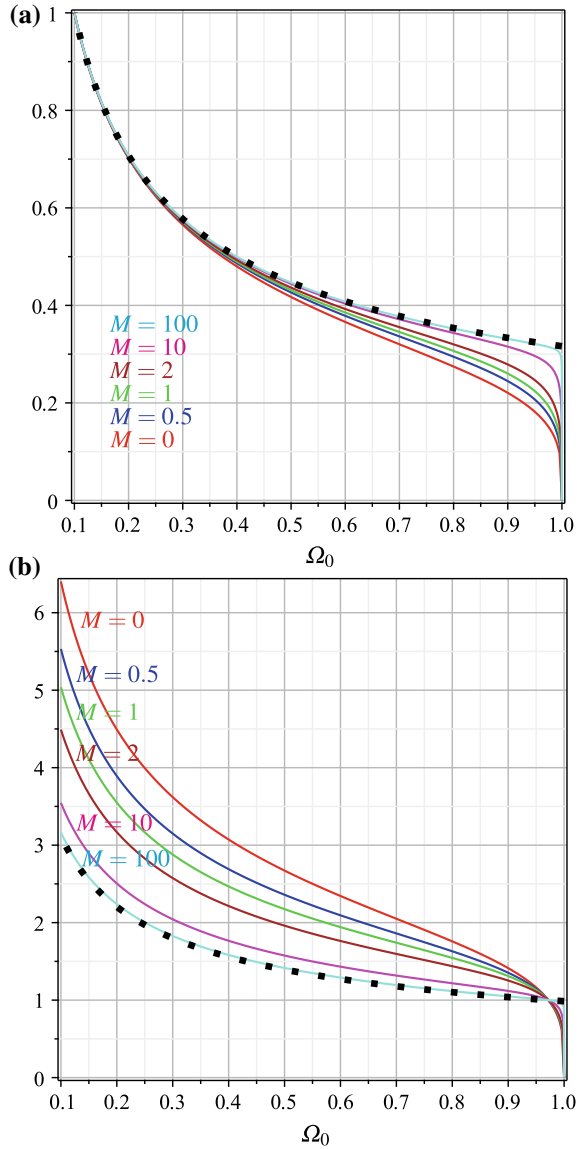 (a)
1
0.8
0.6
0.4
M = 100
M = 10
M = 2
0.2
M = 1
M = 0.5
M = 0
0
0.1 0.2 0.3 0.4 0.5 0.6 0.7 0.8 0.9 1.0
Ω₀
(b)
6
M = 0
M = 0.5
5
M = 1
M = 2
4
M = 10
3
M = 100
2
1
0
0.1 0.2 0.3 0.4 0.5 0.6 0.7 0.8 0.9 1.0
Ω₀